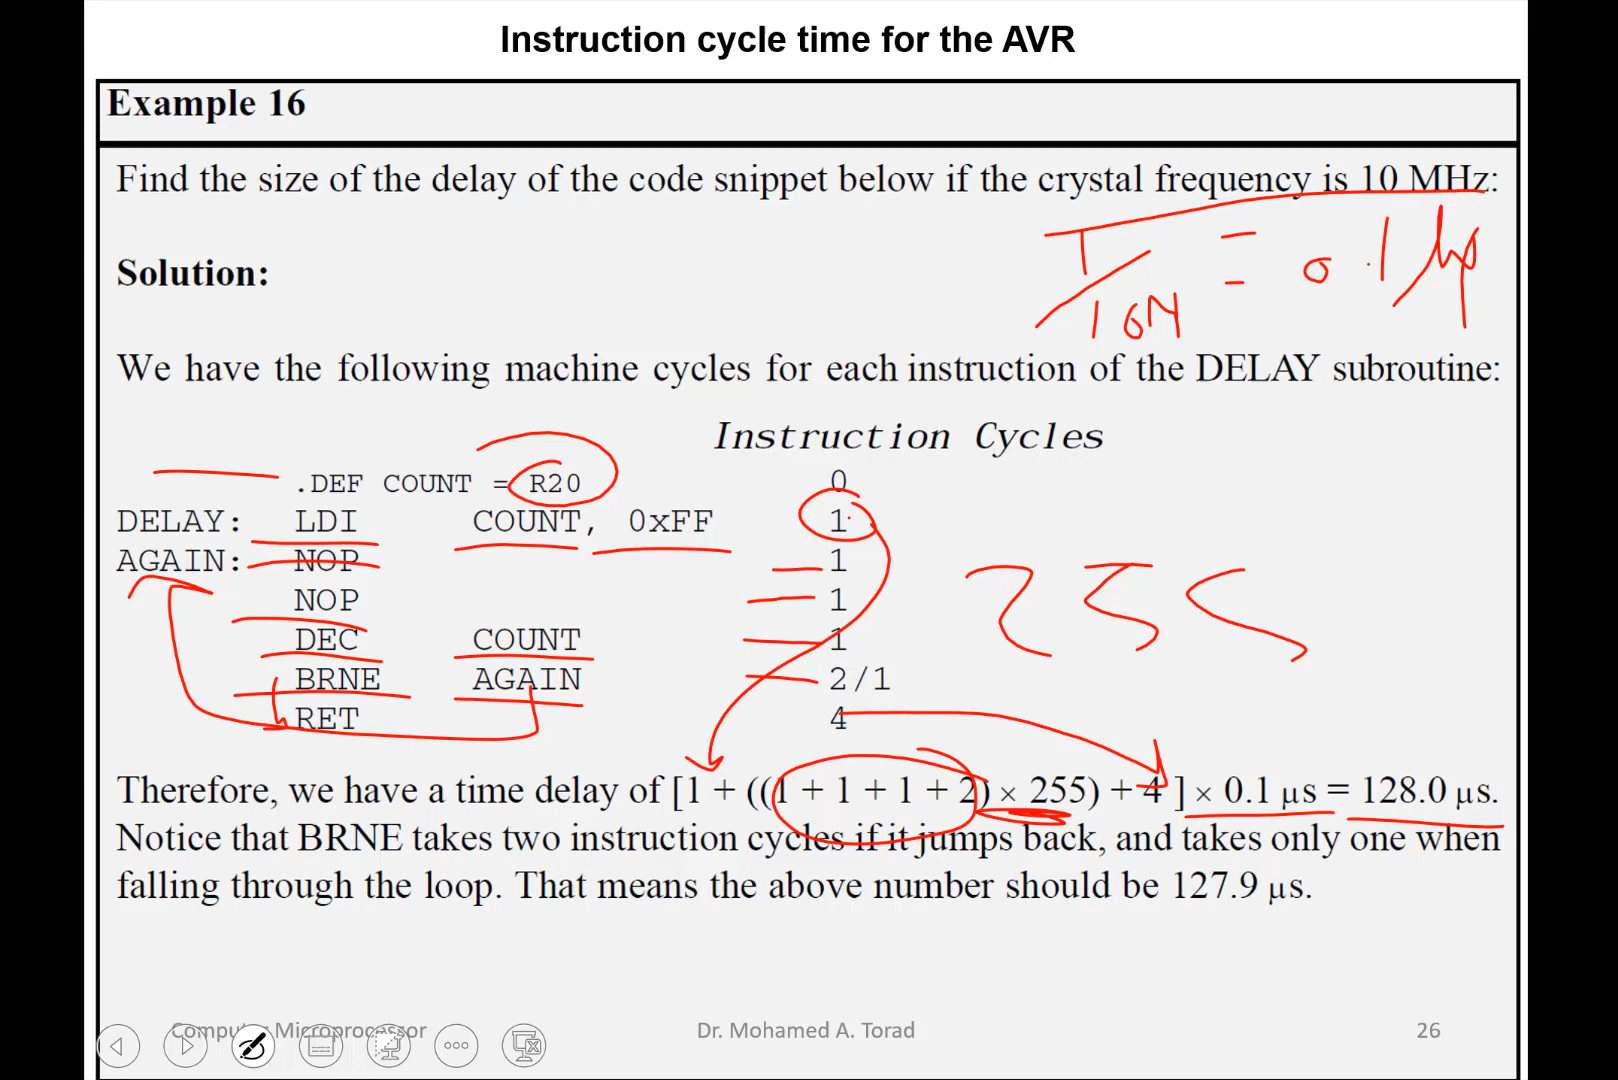 Instruction cycle time for the AVR
Example 16
Find the size of the delay of the code snippet below if the crystal frequency is 10 MHz:
1/10M = 0.1 μs
Solution:
We have the following machine cycles for each instruction of the DELAY subroutine:
Instruction Cycles
.DEF COUNT = R20 0
DELAY: LDI COUNT, 0xFF 1
AGAIN: NOP 1
NOP 1
DEC COUNT 1
BRNE AGAIN 2/1
RET 4
255
Therefore, we have a time delay of [1 + ((1 + 1 + 1 + 2) × 255) + 4 ] × 0.1 μs = 128.0 μs.
Notice that BRNE takes two instruction cycles if it jumps back, and takes only one when
falling through the loop. That means the above number should be 127.9 μs.
Computer Microprocessor Dr. Mohamed A. Torad 26